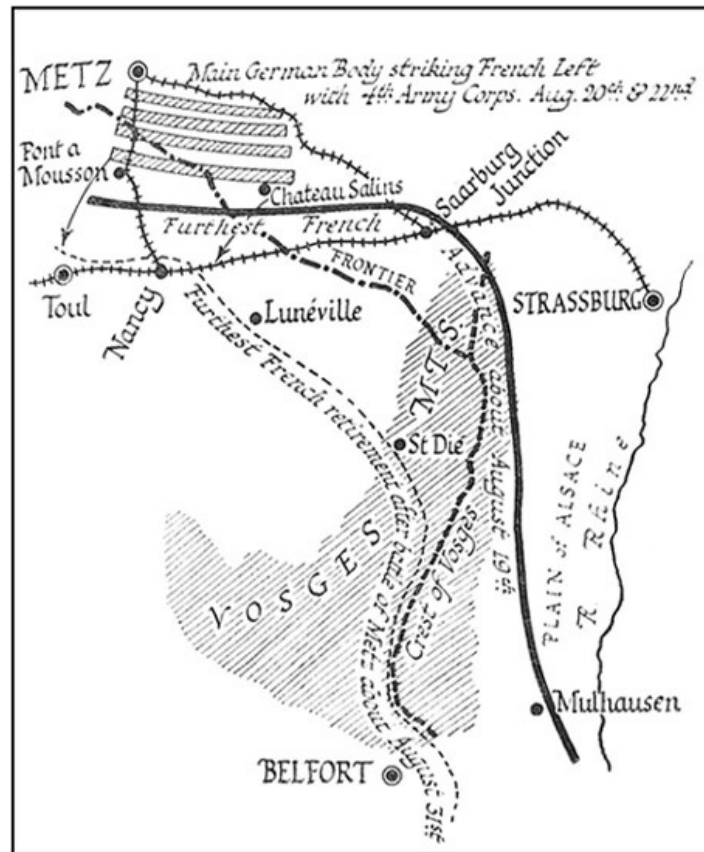 METZ
Main German Body striking French Left
with 4th Army Corps. Aug. 20th & 22nd.
Pont a
Mousson
Chateau Salins
Saarburg
Junction
Furthest French Advance about August 19th
FRONTIER
Toul
Nancy
Lunéville
STRASSBURG
Furthest French retirement after battle of Metz about August 31st
MTS
St Dié
VOSGES
Crest of Vosges
PLAIN of ALSACE
R Rhine
Mulhausen
BELFORT